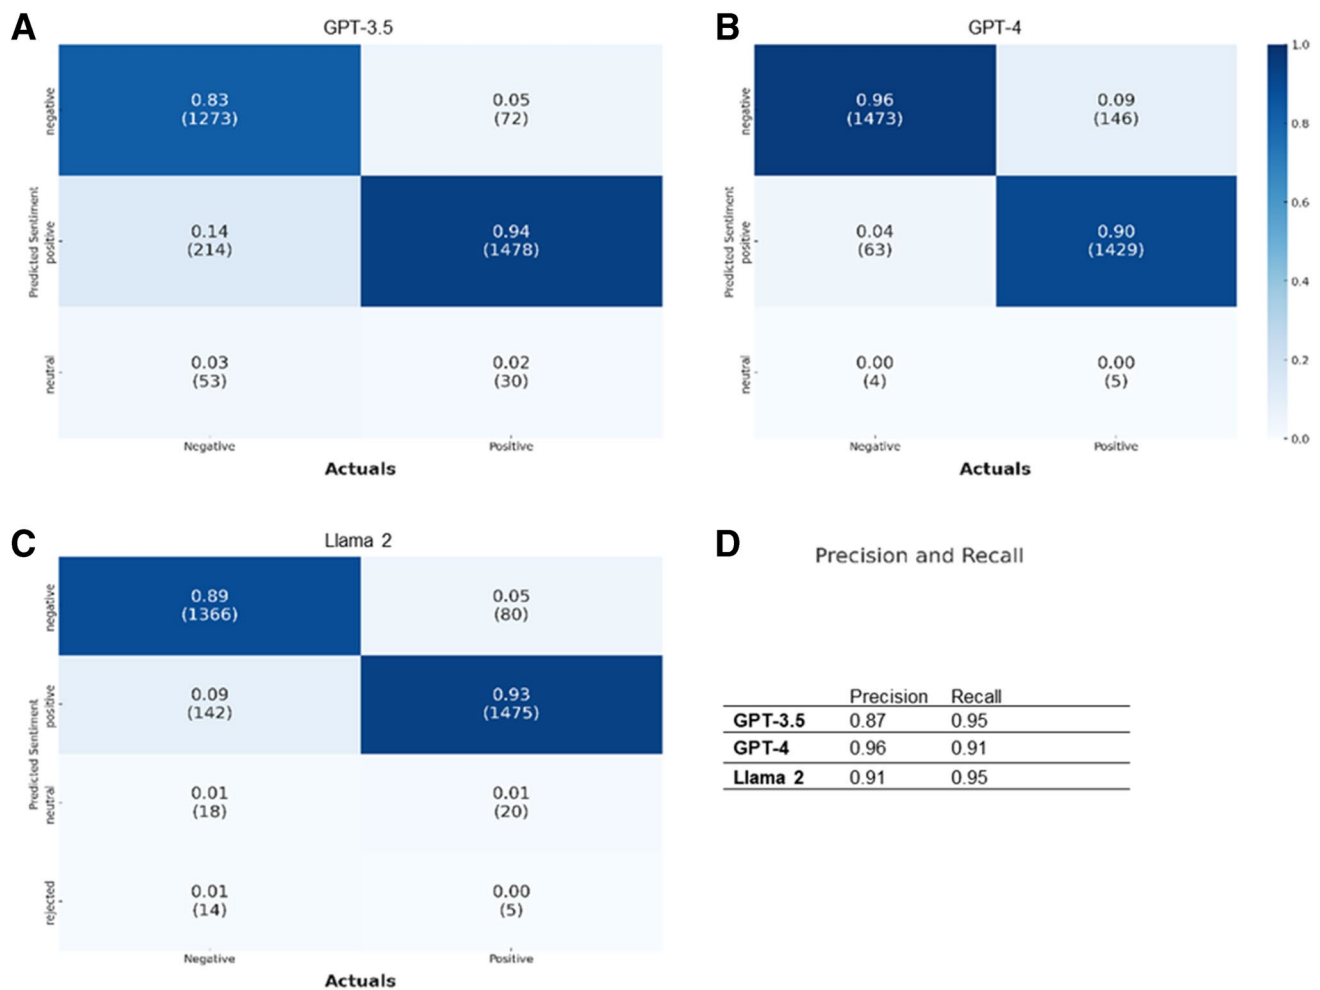 A
GPT-3.5
negative
0.83
(1273)
0.05
(72)
Predicted Sentiment
positive
0.14
(214)
0.94
(1478)
neutral
0.03
(53)
0.02
(30)
Negative
Positive
Actuals
B
GPT-4
negative
0.96
(1473)
0.09
(146)
Predicted Sentiment
positive
0.04
(63)
0.90
(1429)
neutral
0.00
(4)
0.00
(5)
Negative
Positive
Actuals
1.0
0.8
0.6
0.4
0.2
0.0
C
Llama 2
negative
0.89
(1366)
0.05
(80)
Predicted Sentiment
positive
0.09
(142)
0.93
(1475)
neutral
0.01
(18)
0.01
(20)
rejected
0.01
(14)
0.00
(5)
Negative
Positive
Actuals
D
Precision and Recall
Precision Recall
GPT-3.5 0.87 0.95
GPT-4 0.96 0.91
Llama 2 0.91 0.95